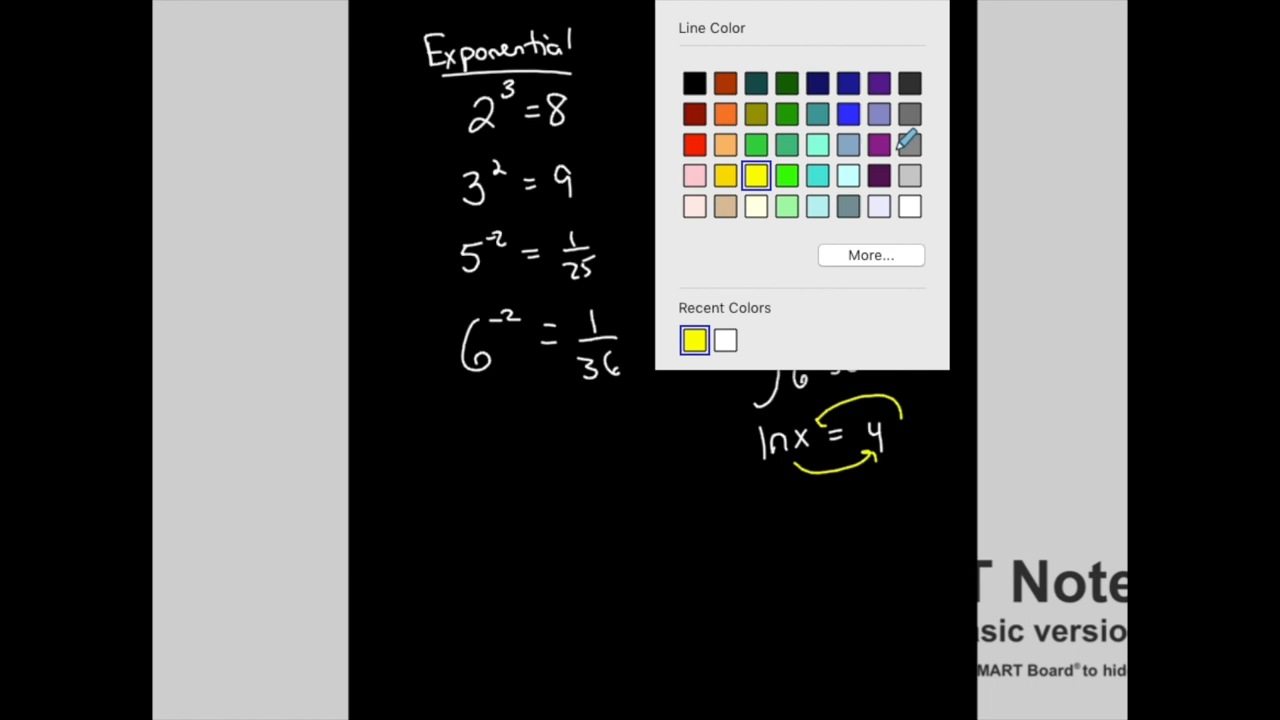 Exponential
2³ = 8
3² = 9
5⁻² = 1/25
6⁻² = 1/36
Line Color
More...
Recent Colors
ln x = 4
T Note
asic versio
MART Board® to hid